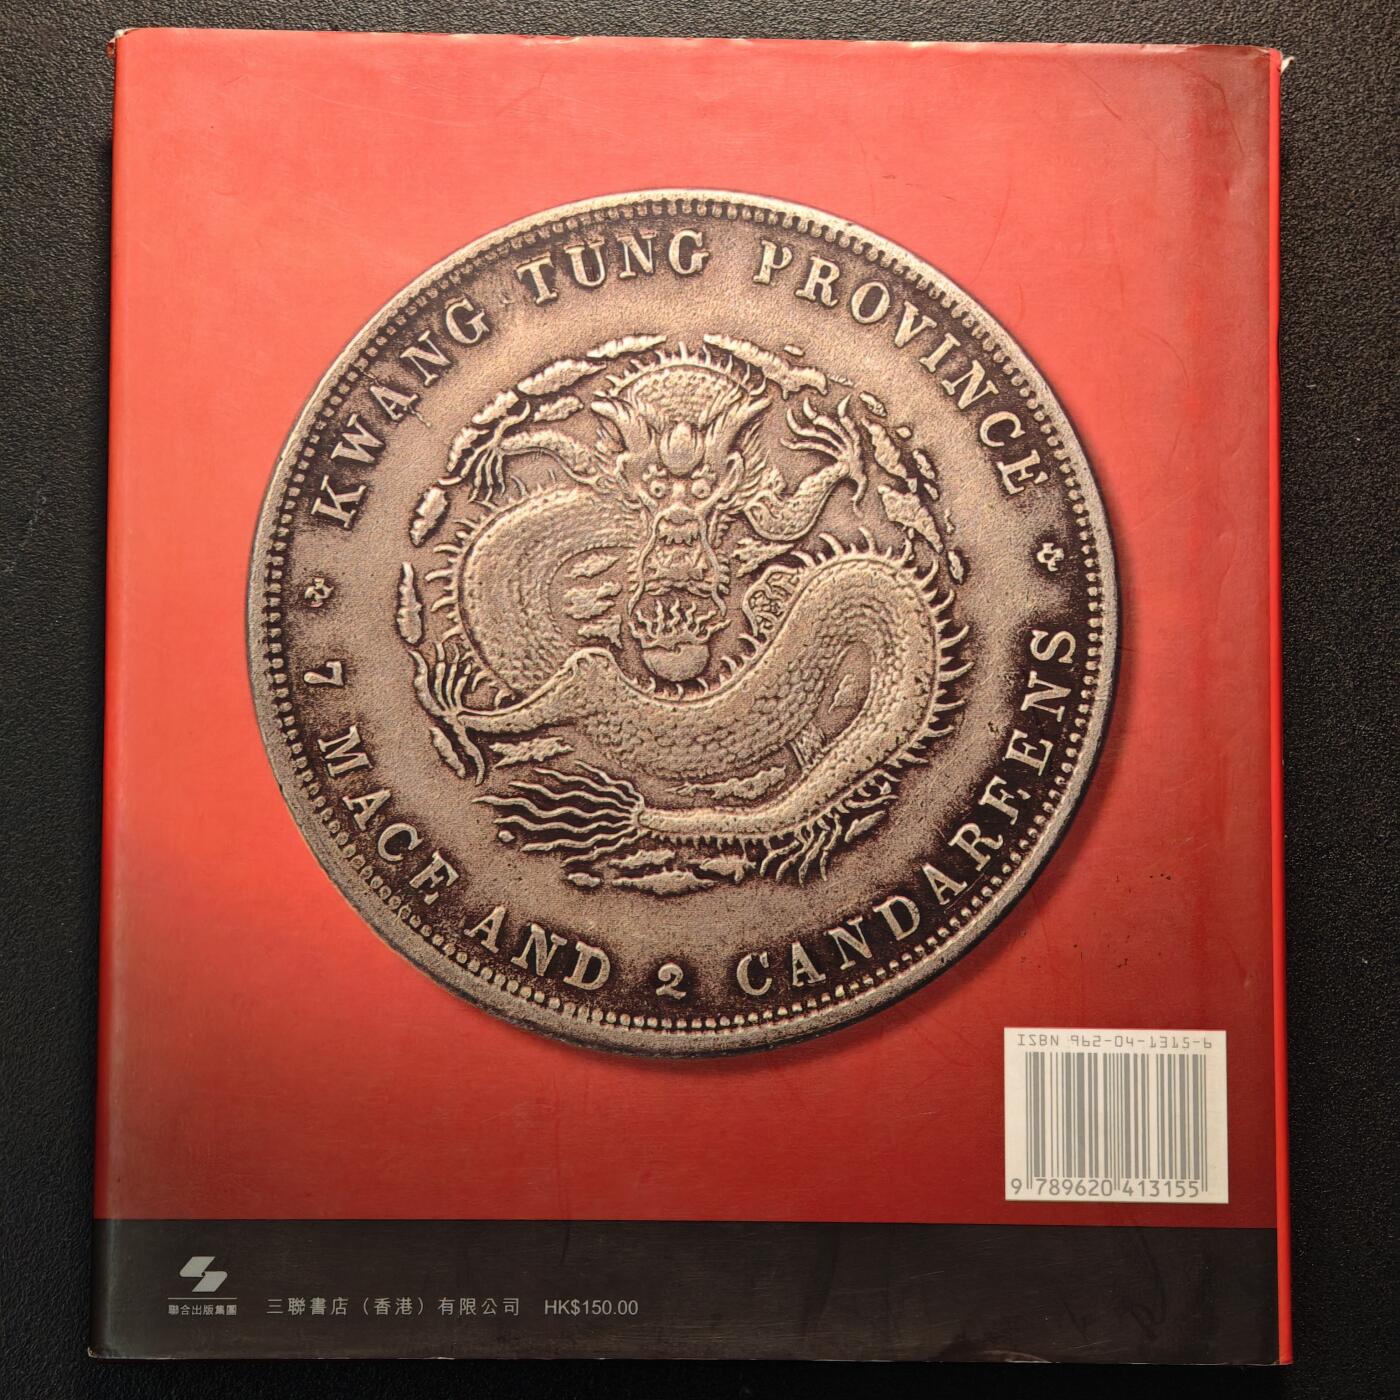 KWANG TUNG PROVINCE
7 MACE AND 2 CANDAREENS
ISBN 962-04-1315-6
9 789620 413155
聯合出版集團
三聯書店（香港）有限公司 HK$150.00